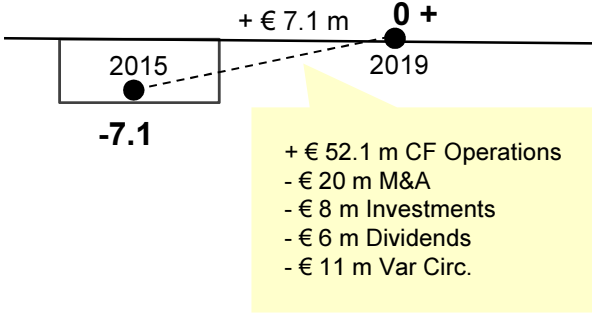 + € 7.1 m
0 +
2015
2019
-7.1
+ € 52.1 m CF Operations
- € 20 m M&A
- € 8 m Investments
- € 6 m Dividends
- € 11 m Var Circ.